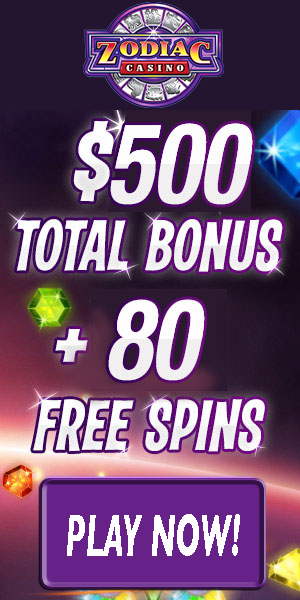 ZODIAC
CASINO
$500
TOTAL BONUS
+ 80
FREE SPINS
PLAY NOW!